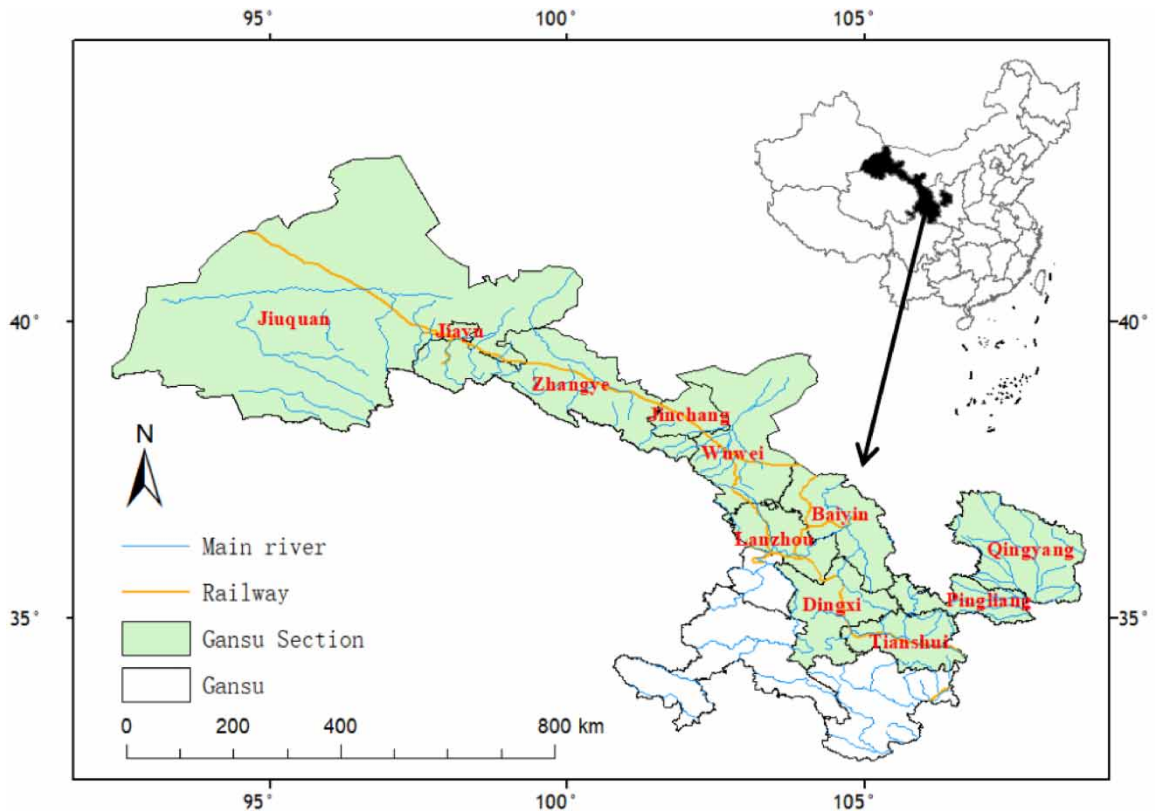 95° 100° 105°
40° 40°
Jiuquan
Jiayu
Zhangye
Jinchang
Wuwei
N
Baiyin
Lanzhou
Qingyang
Main river
Railway
Dingxi
Pingliang
35° 35°
Gansu Section
Tianshui
Gansu
0 200 400 800 km
95° 100° 105°